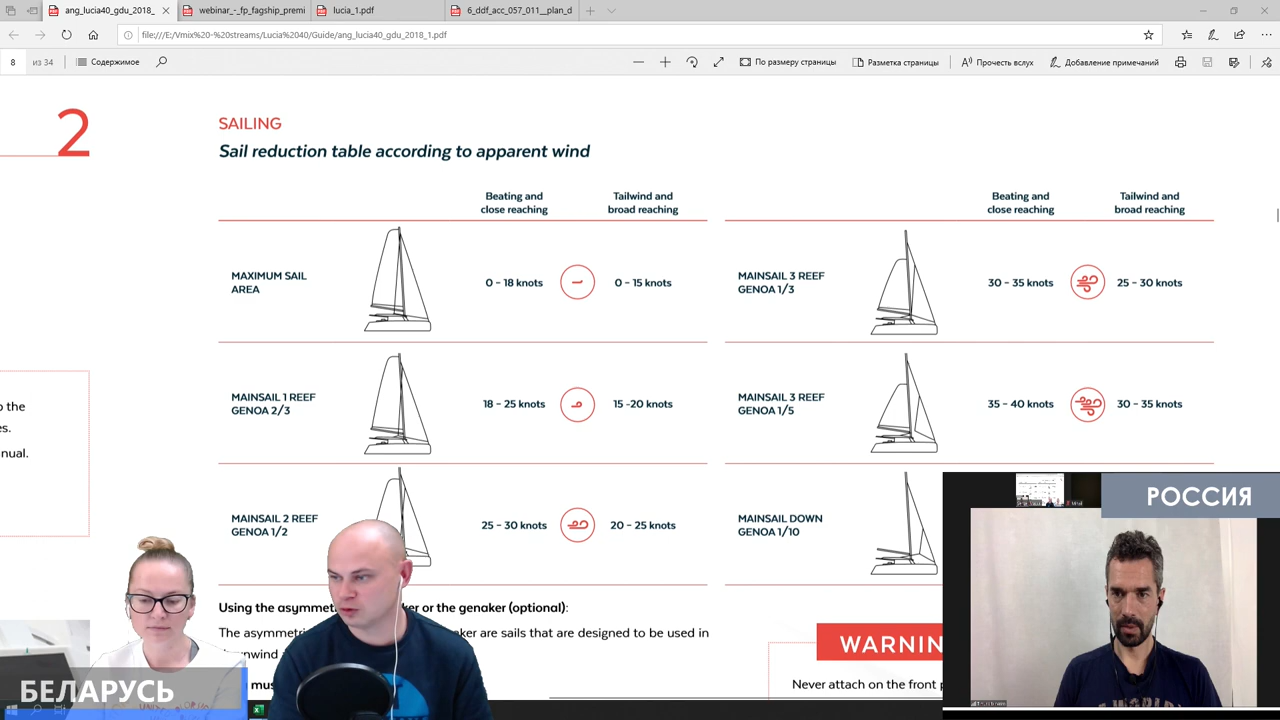 ang_lucia40_gdu_2018_
webinar_-_fp_fagship_premi
lucia_1.pdf
6_ddf_acc_057_011__plan_d
file:///E:/Vmix%20-%20streams/Lucia%2040/Guide/ang_lucia40_gdu_2018_1.pdf
8 из 34
Содержимое
По размеру страницы
Разметка страницы
Прочесть вслух
Добавление примечаний
2
SAILING
Sail reduction table according to apparent wind
Beating and close reaching
Tailwind and broad reaching
Beating and close reaching
Tailwind and broad reaching
MAXIMUM SAIL
AREA
0 - 18 knots
0 - 15 knots
MAINSAIL 3 REEF
GENOA 1/3
30 - 35 knots
25 - 30 knots
MAINSAIL 1 REEF
GENOA 2/3
18 - 25 knots
15 -20 knots
MAINSAIL 3 REEF
GENOA 1/5
35 - 40 knots
30 - 35 knots
the
es.
nual.
MAINSAIL 2 REEF
GENOA 1/2
25 - 30 knots
20 - 25 knots
MAINSAIL DOWN
GENOA 1/10
РОССИЯ
Using the asymmet ker or the genaker (optional):
The asymmetri ker are sails that are designed to be used in
wnwind
mus
WARNIN
Never attach on the front p
БЕЛАРУСЬ